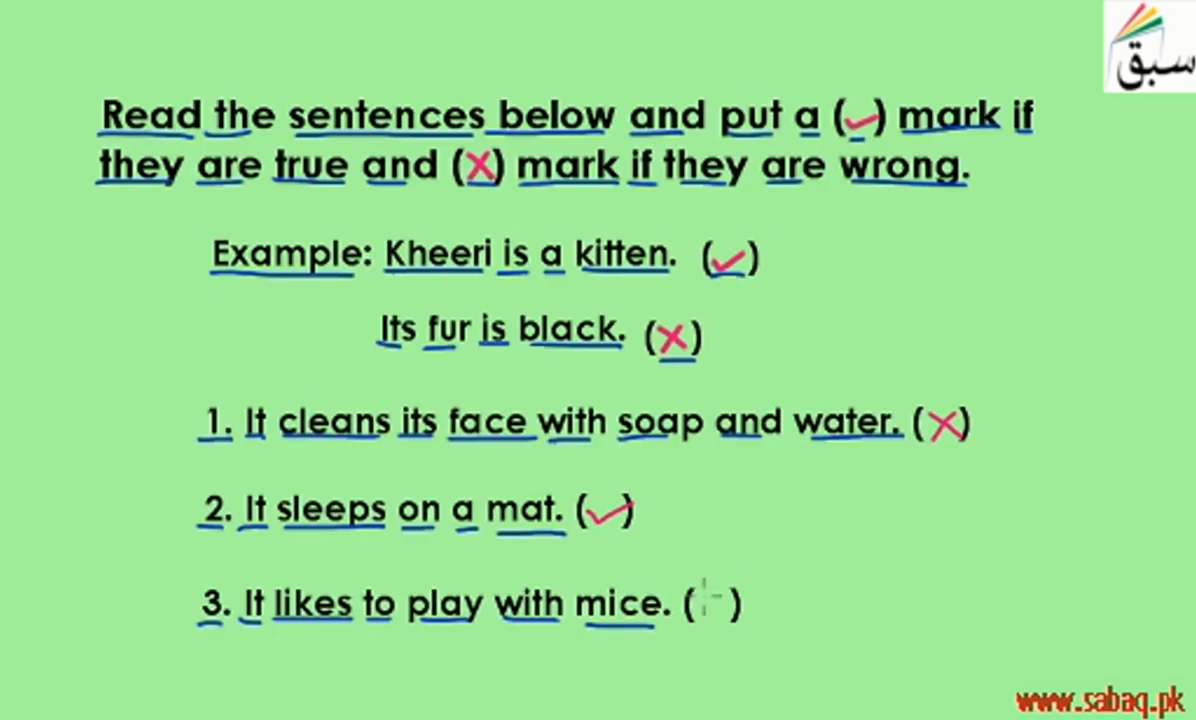 سبق
Read the sentences below and put a (✓) mark if
they are true and (X) mark if they are wrong.
Example: Kheeri is a kitten. (✓)
Its fur is black. (X)
1. It cleans its face with soap and water. (X)
2. It sleeps on a mat. (✓)
3. It likes to play with mice. ( )
www.sabaq.pk